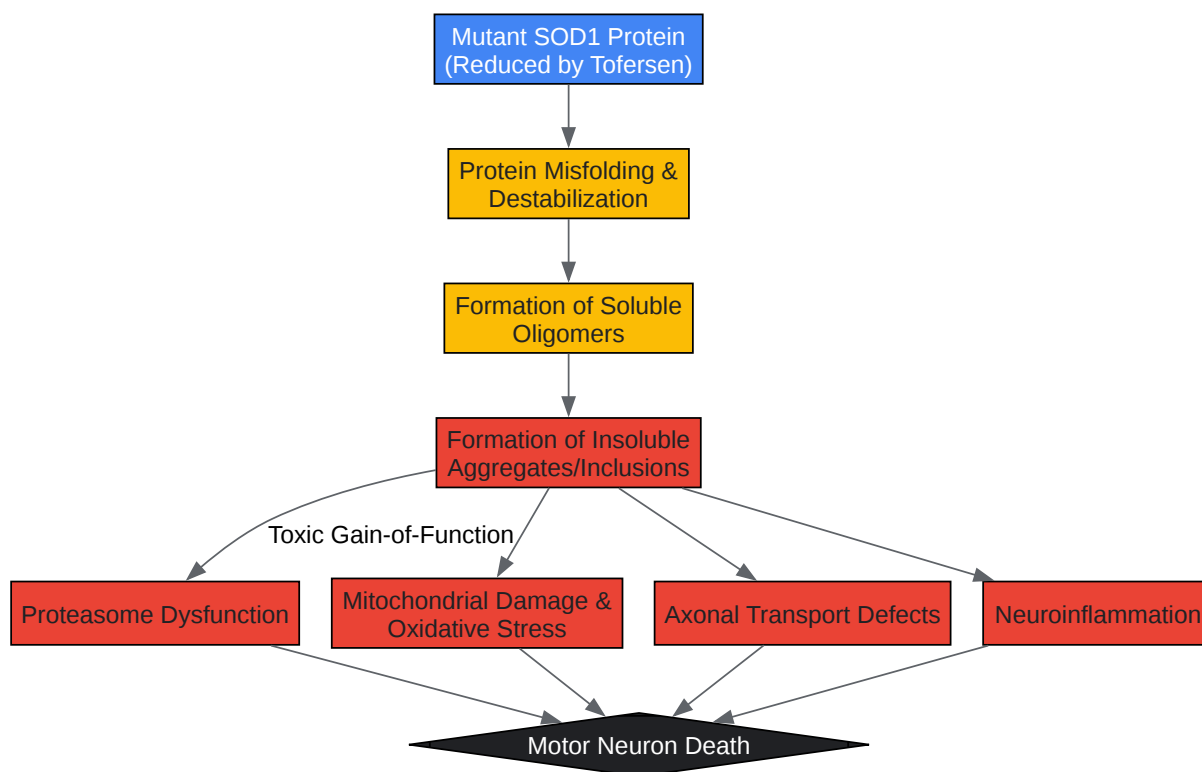 Mutant SOD1 Protein
(Reduced by Tofersen)
Protein Misfolding &
Destabilization
Formation of Soluble
Oligomers
Formation of Insoluble
Aggregates/Inclusions
Toxic Gain-of-Function
Proteasome Dysfunction
Mitochondrial Damage &
Oxidative Stress
Axonal Transport Defects
Neuroinflammation
Motor Neuron Death